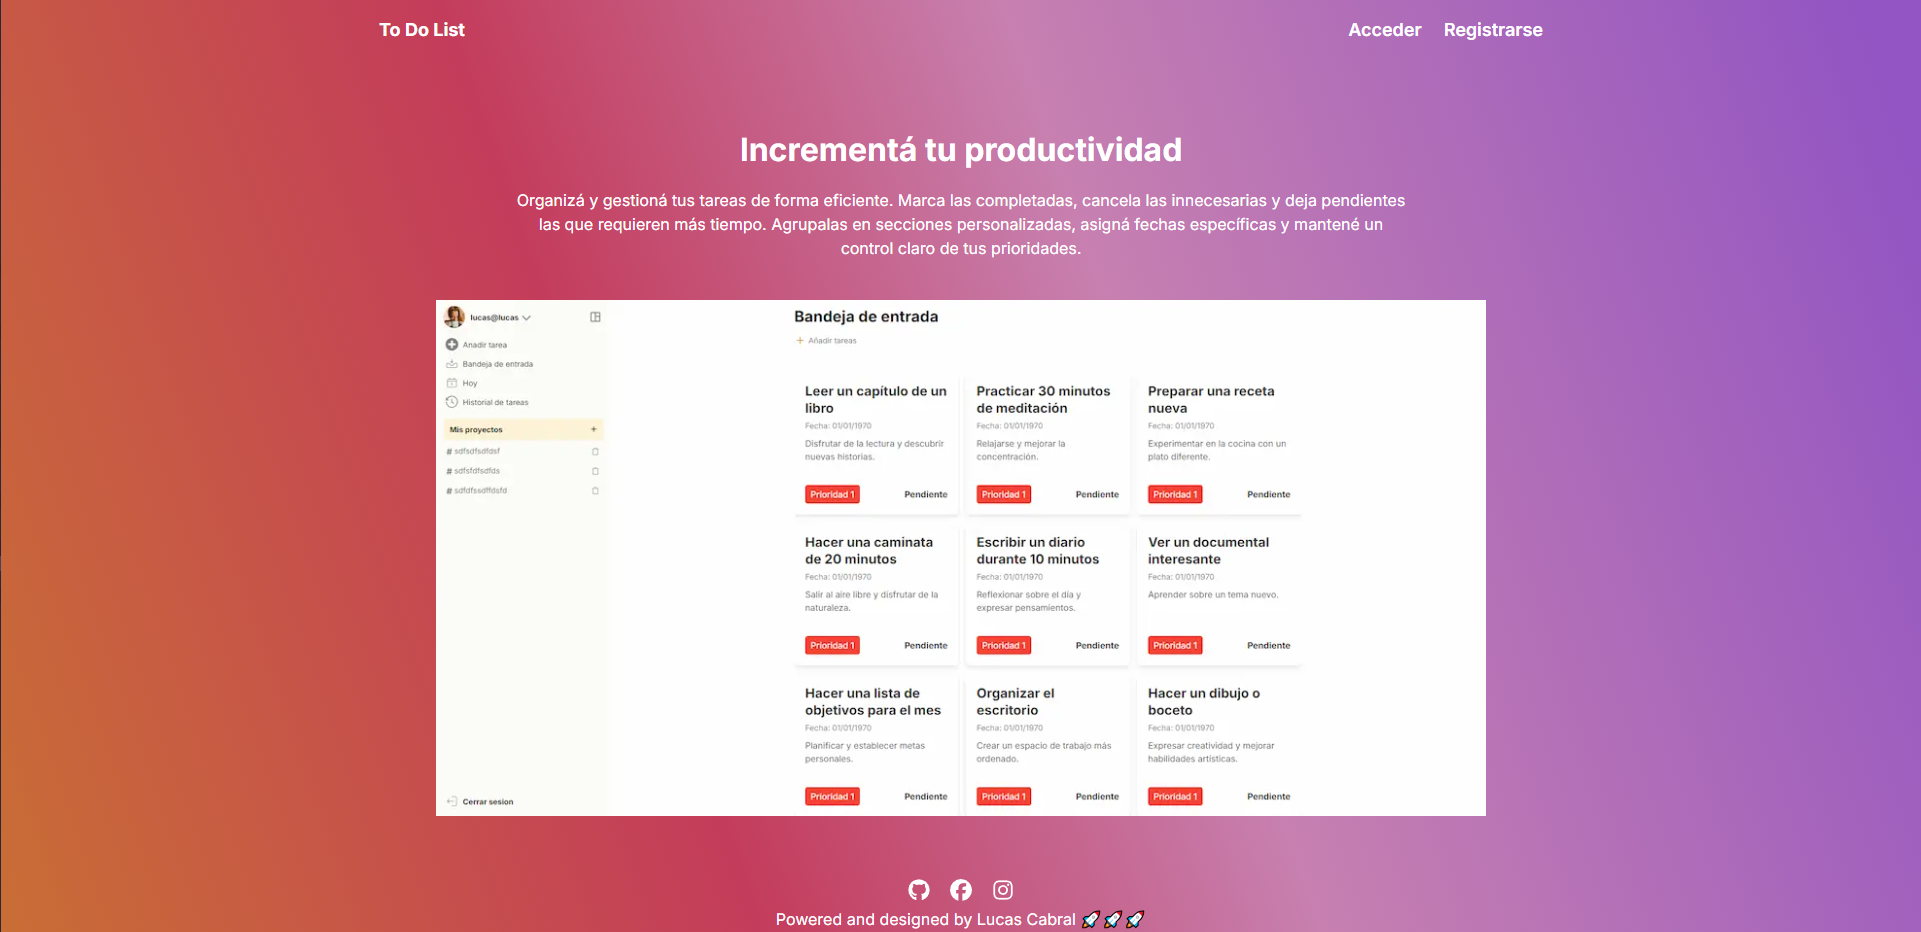 To Do List
Acceder Registrarse
Incrementá tu productividad
Organizá y gestioná tus tareas de forma eficiente. Marca las completadas, cancela las innecesarias y deja pendientes
las que requieren más tiempo. Agrupalas en secciones personalizadas, asigná fechas específicas y mantené un
control claro de tus prioridades.
lucas@lucas
Anadir tarea
Bandeja de entrada
Hoy
Historial de tareas
Mis proyectos +
# sdfsdfsdfdsf
# sdfsfdfsdfds
# sdfdfssdffdsfd
Cerrar sesion
Bandeja de entrada
+ Añadir tareas
Leer un capítulo de un
libro
Fecha: 01/01/1970
Disfrutar de la lectura y descubrir
nuevas historias.
Prioridad 1 Pendiente
Practicar 30 minutos
de meditación
Fecha: 01/01/1970
Relajarse y mejorar la
concentración.
Prioridad 1 Pendiente
Preparar una receta
nueva
Fecha: 01/01/1970
Experimentar en la cocina con un
plato diferente.
Prioridad 1 Pendiente
Hacer una caminata
de 20 minutos
Fecha: 01/01/1970
Salir al aire libre y disfrutar de la
naturaleza.
Prioridad 1 Pendiente
Escribir un diario
durante 10 minutos
Fecha: 01/01/1970
Reflexionar sobre el día y
expresar pensamientos.
Prioridad 1 Pendiente
Ver un documental
interesante
Fecha: 01/01/1970
Aprender sobre un tema nuevo.
Prioridad 1 Pendiente
Hacer una lista de
objetivos para el mes
Fecha: 01/01/1970
Planificar y establecer metas
personales.
Prioridad 1 Pendiente
Organizar el
escritorio
Fecha: 01/01/1970
Crear un espacio de trabajo más
ordenado.
Prioridad 1 Pendiente
Hacer un dibujo o
boceto
Fecha: 01/01/1970
Expresar creatividad y mejorar
habilidades artísticas.
Prioridad 1 Pendiente
Powered and designed by Lucas Cabral 🚀🚀🚀